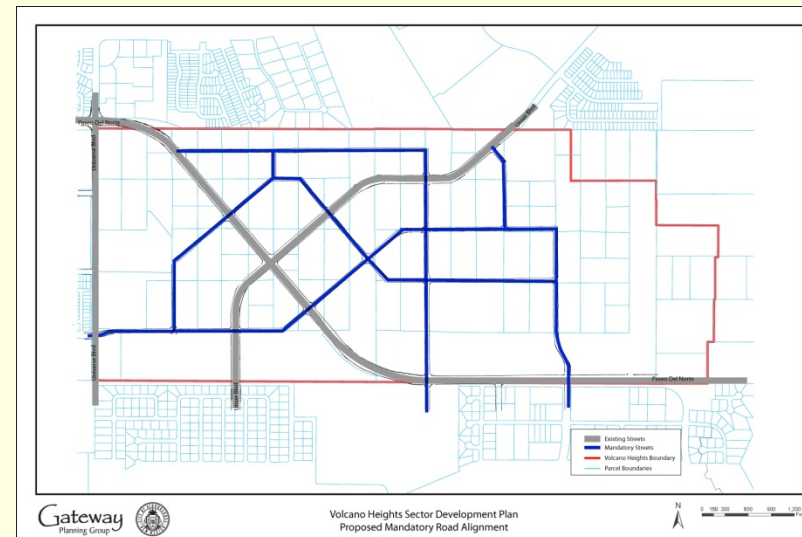 Paseo Del Norte
Universe Blvd
Unser Blvd
Universe Blvd
Unser Blvd
Paseo Del Norte
Existing Streets
Mandatory Streets
Volcano Heights Boundary
Parcel Boundaries
Gateway
Planning Group
Volcano Heights Sector Development Plan
Proposed Mandatory Road Alignment
N
0 150 300 600 900 1,200